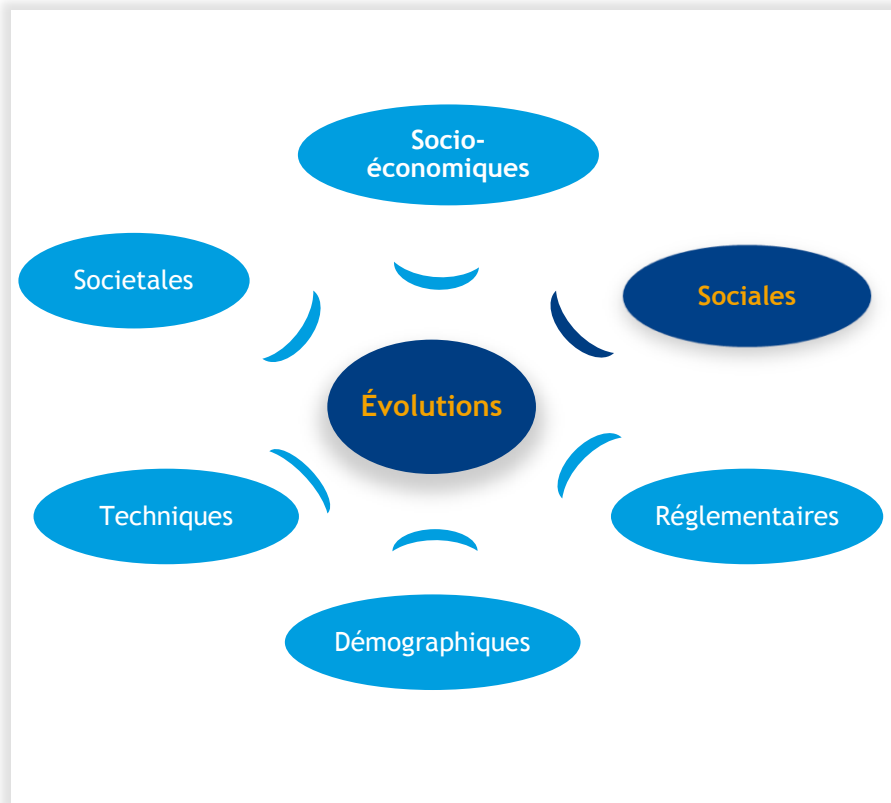 Socio-
économiques
Societales
Sociales
Évolutions
Techniques
Réglementaires
Démographiques